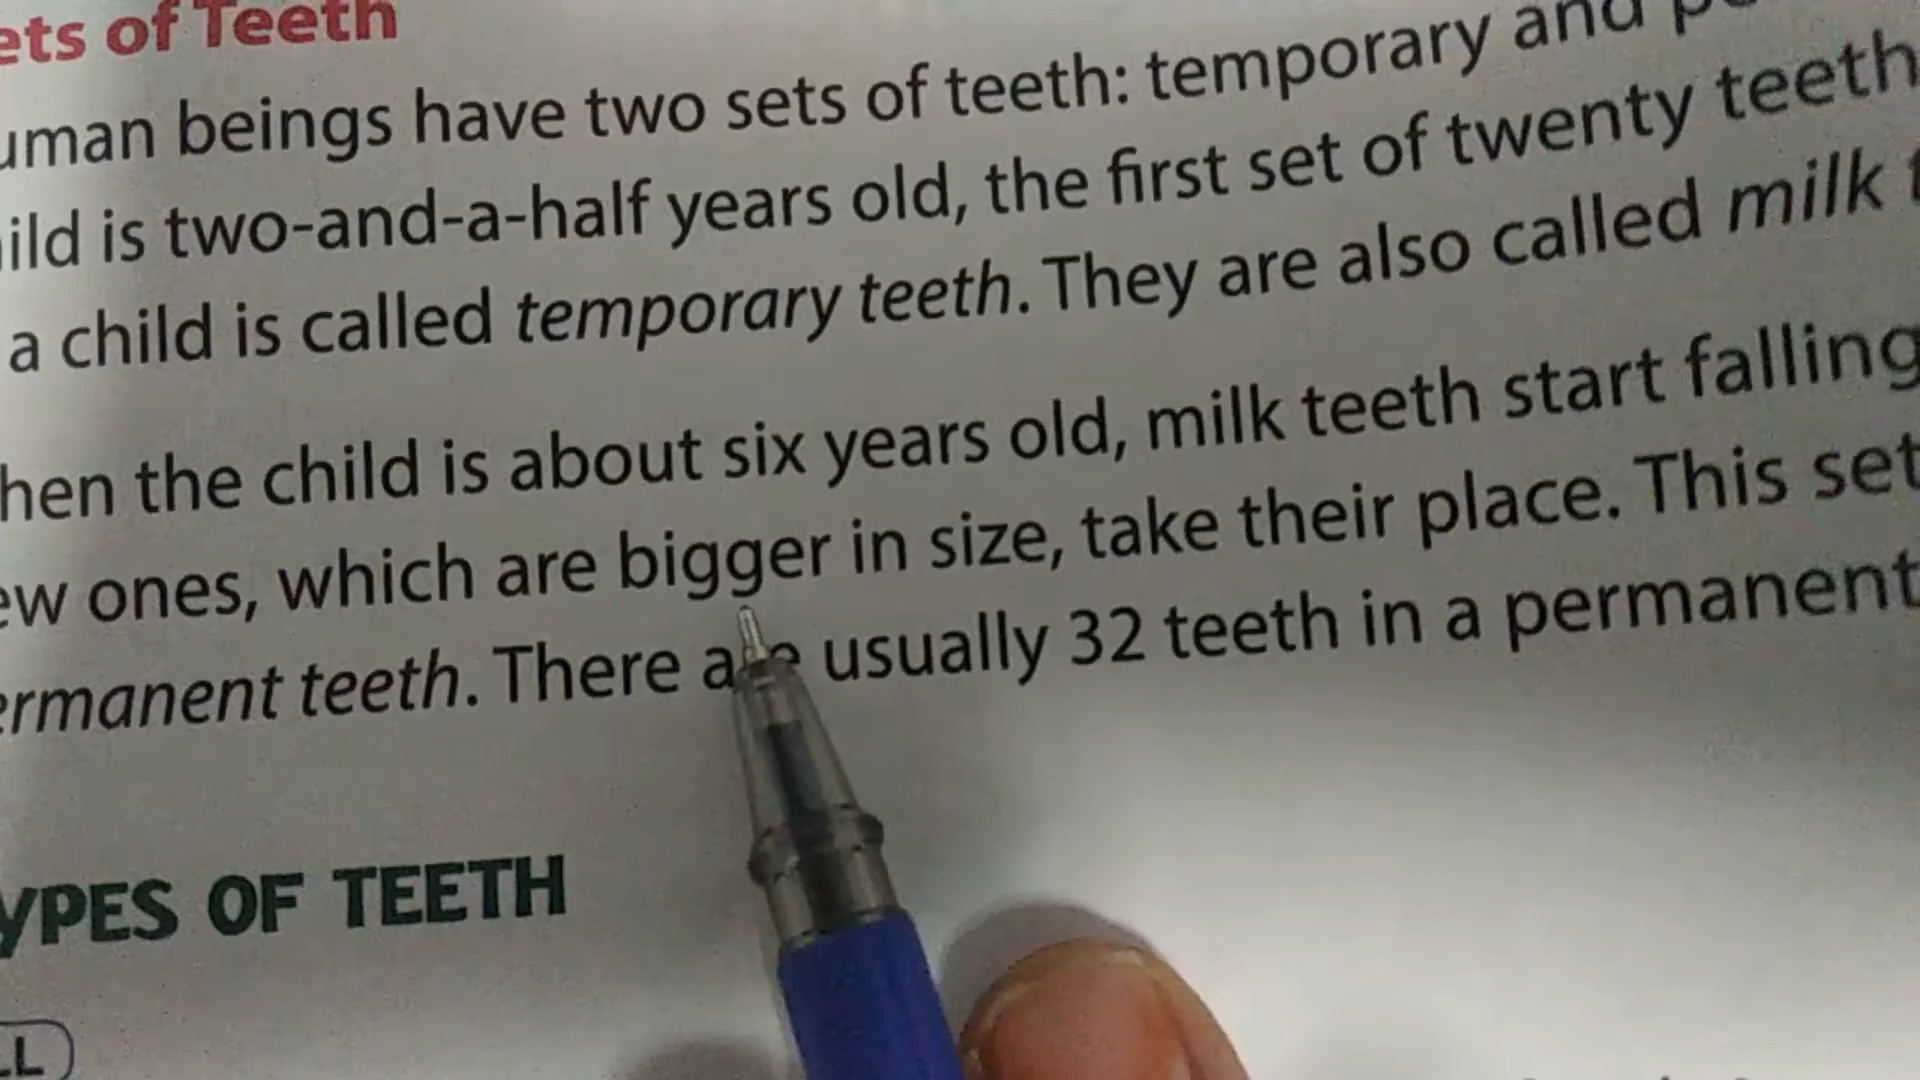 ets of Teeth
uman beings have two sets of teeth: temporary and p
ild is two-and-a-half years old, the first set of twenty teeth
a child is called temporary teeth. They are also called milk t
hen the child is about six years old, milk teeth start falling
ew ones, which are bigger in size, take their place. This set
ermanent teeth. There are usually 32 teeth in a permanent
YPES OF TEETH
LL